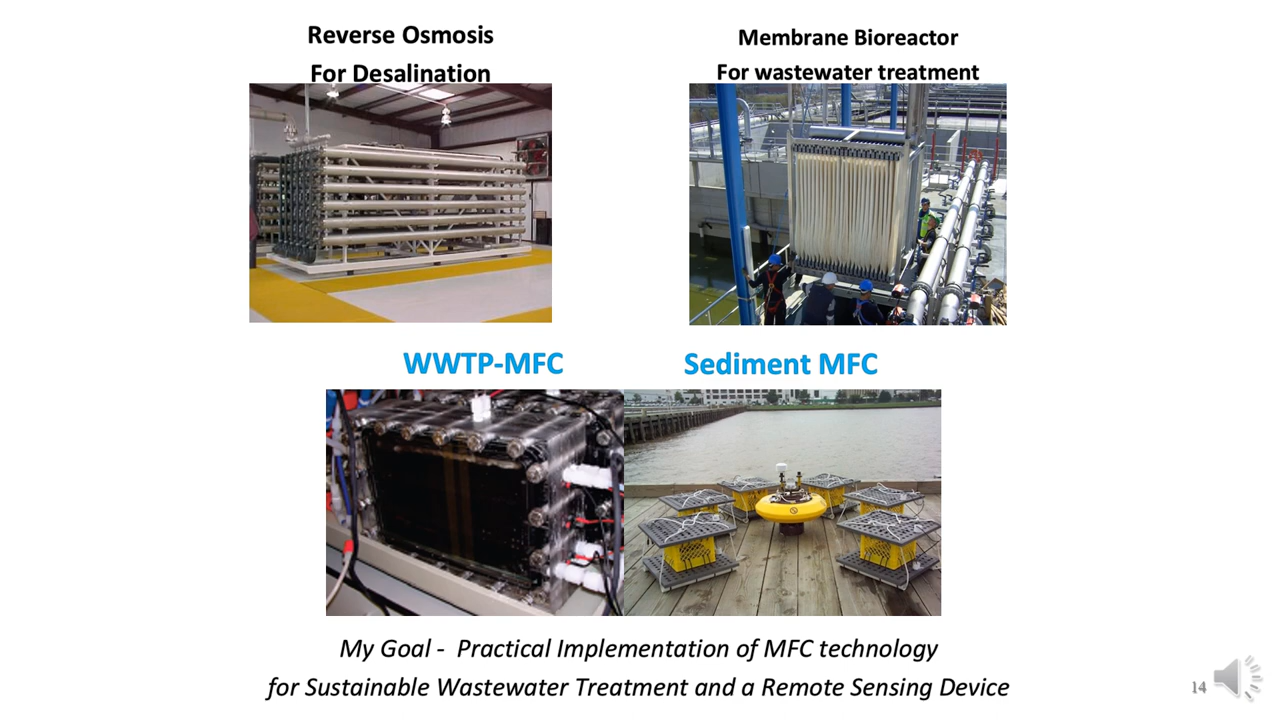 Reverse Osmosis
For Desalination
Membrane Bioreactor
For wastewater treatment
WWTP-MFC
Sediment MFC
My Goal - Practical Implementation of MFC technology
for Sustainable Wastewater Treatment and a Remote Sensing Device
14